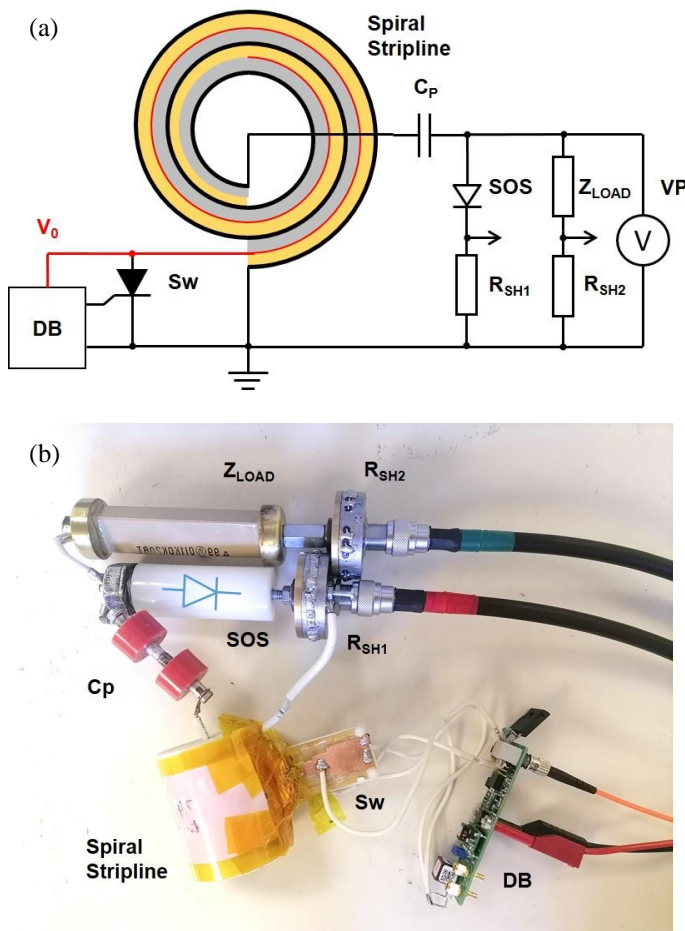 (a)
Spiral
Stripline
C_P
SOS
Z_LOAD
VP
V
V_0
Sw
R_SH1
R_SH2
DB
(b)
Z_LOAD
R_SH2
SOS
R_SH1
Cp
Sw
Spiral
Stripline
DB